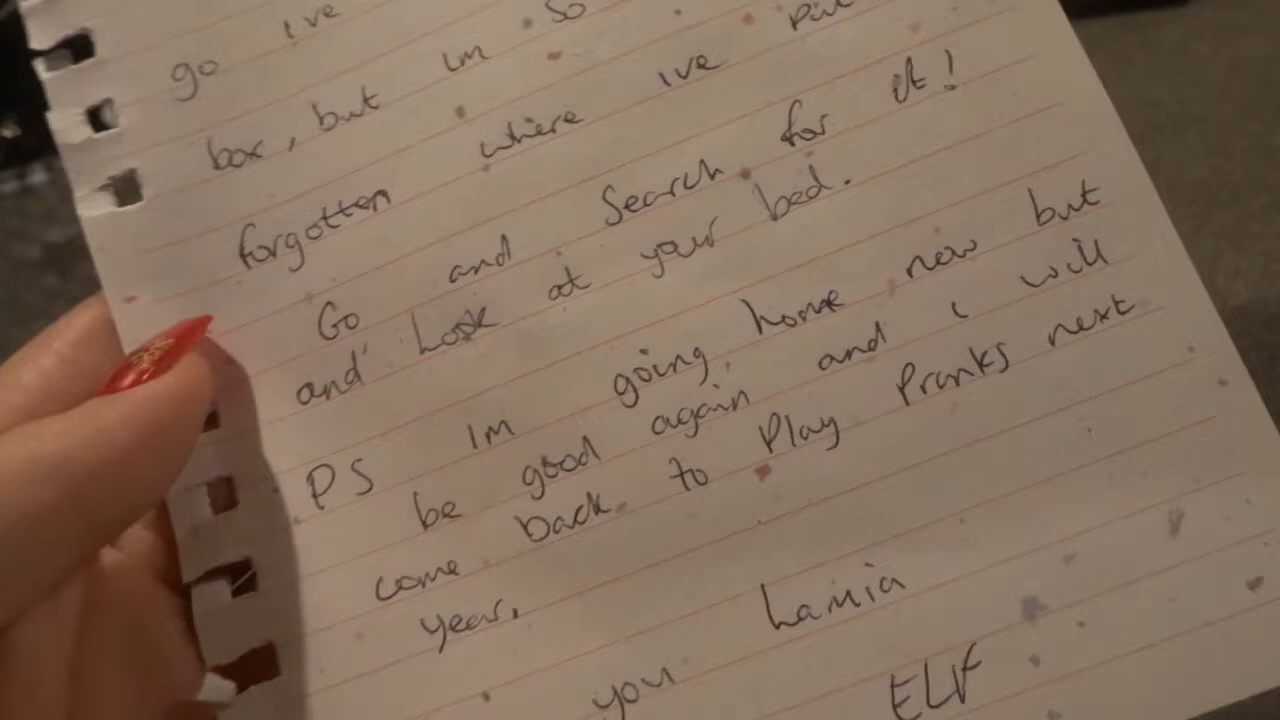 go ive
box, but im so
forgotten where ive
Go and Search for it!
and Look at your bed.
PS IM going home now but
be good again and i will
come back to Play Pranks next
year.
you Lamia
ELF